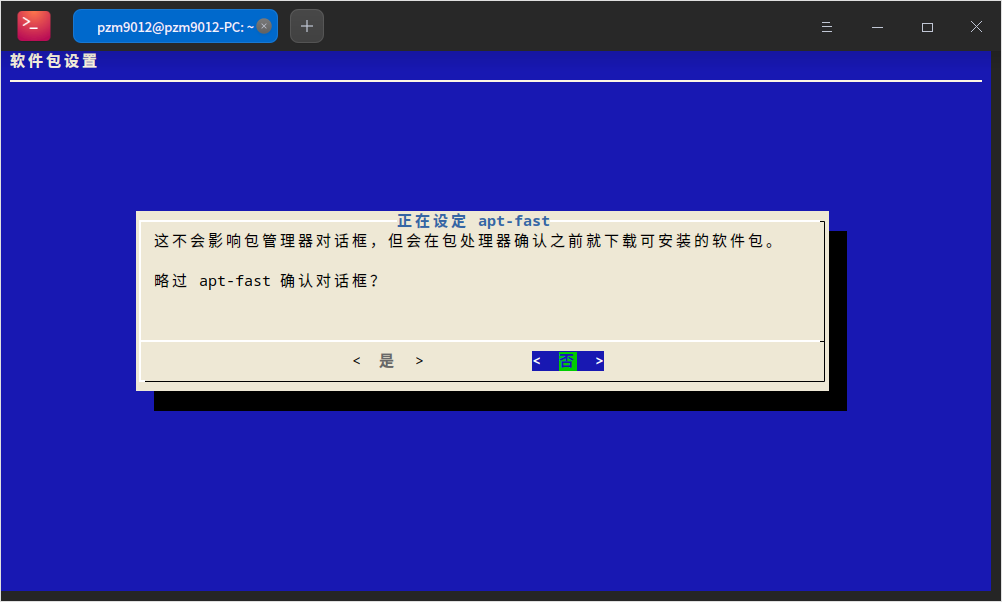 pzm9012@pzm9012-PC: ~
软件包设置
正在设定 apt-fast
这不会影响包管理器对话框，但会在包处理器确认之前就下载可安装的软件包。
略过 apt-fast 确认对话框？
< 是 > < 否 >